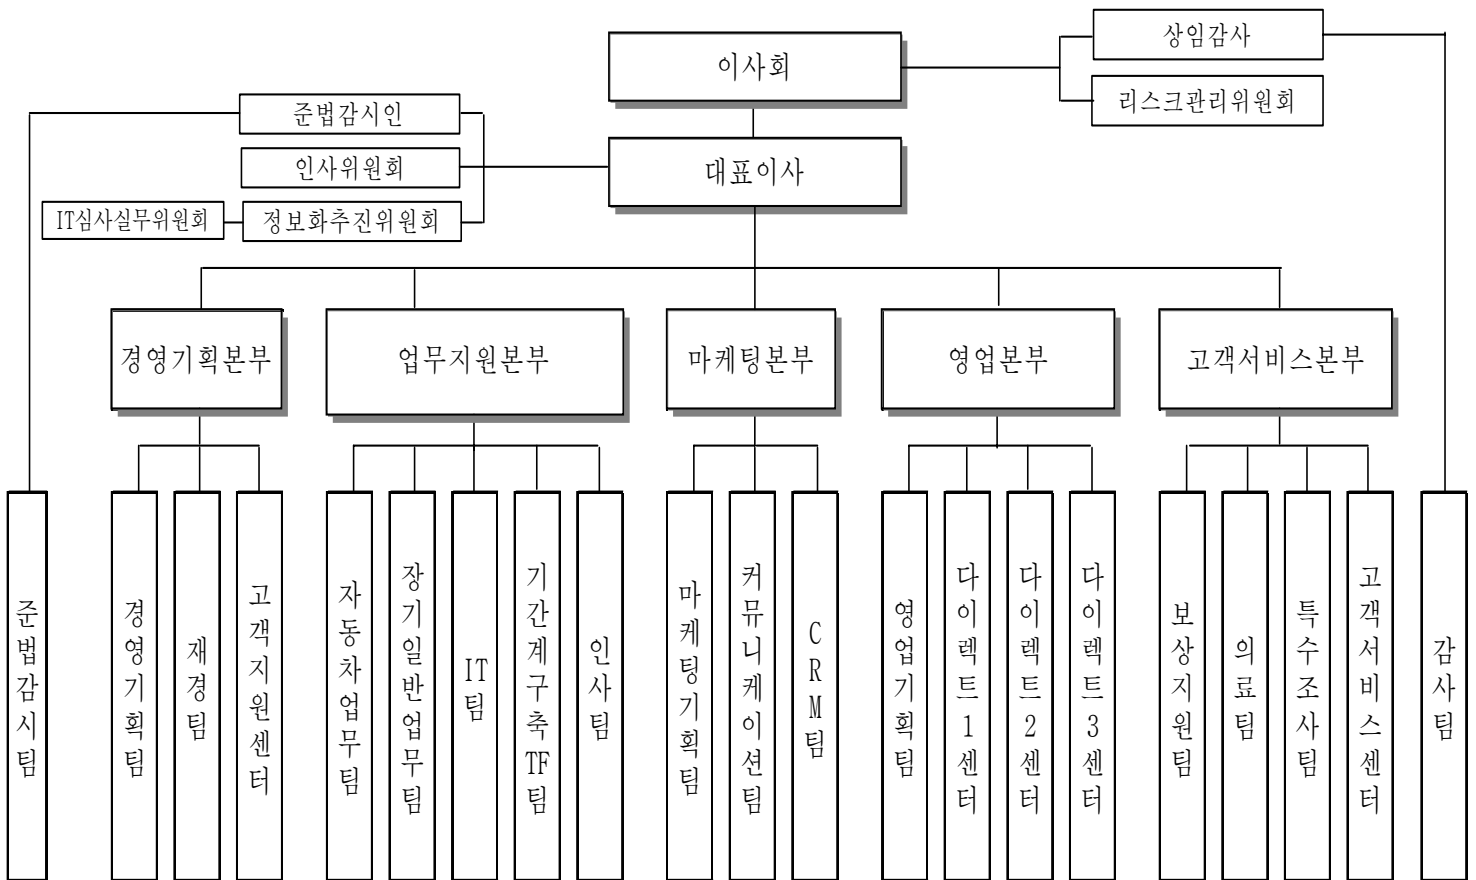 상임감사
이사회
리스크관리위원회
준법감시인
인사위원회
대표이사
IT심사실무위원회
정보화추진위원회
경영기획본부
업무지원본부
마케팅본부
영업본부
고객서비스본부
준법감시팀
경영기획팀
재경팀
고객지원센터
자동차업무팀
장기일반업무팀
IT팀
기간계구축TF팀
인사팀
마케팅기획팀
커뮤니케이션팀
CRM팀
영업기획팀
다이렉트1센터
다이렉트2센터
다이렉트3센터
보상지원팀
의료팀
특수조사팀
고객서비스센터
감사팀